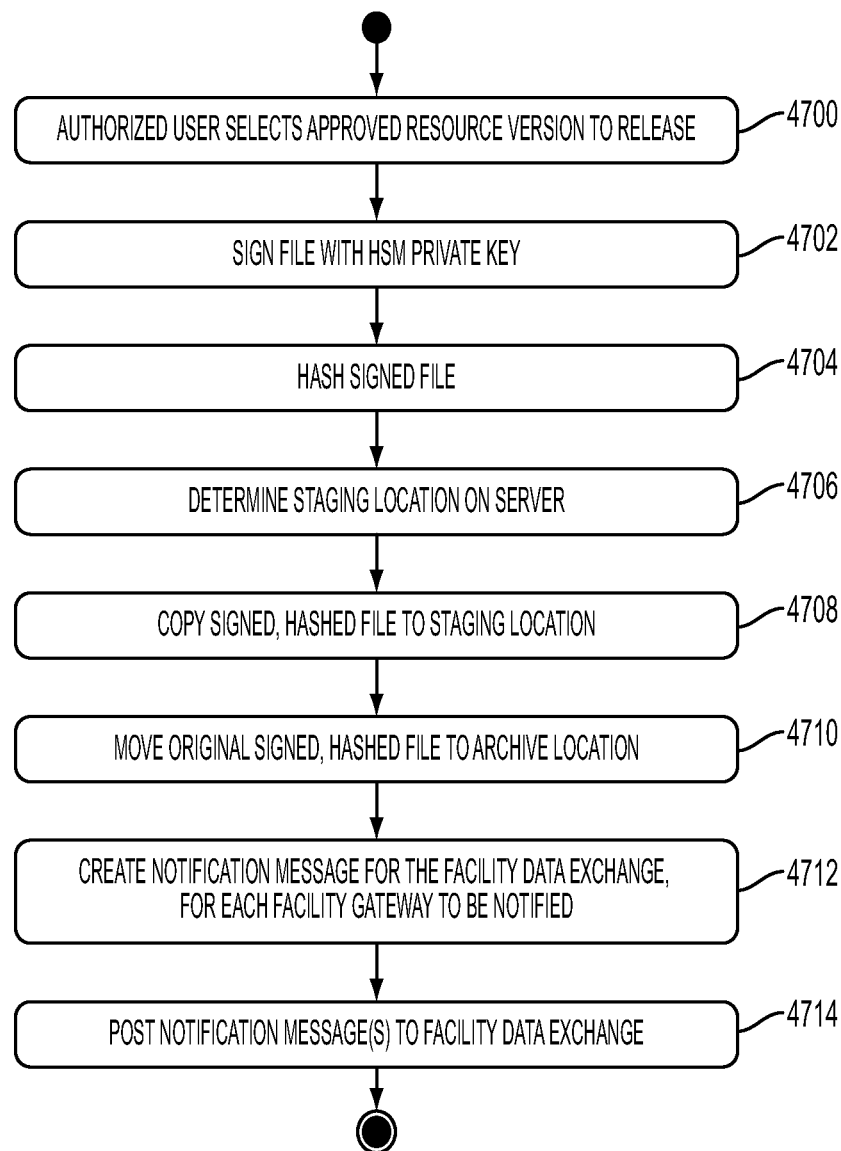 AUTHORIZED USER SELECTS APPROVED RESOURCE VERSION TO RELEASE
4700
SIGN FILE WITH HSM PRIVATE KEY
4702
HASH SIGNED FILE
4704
DETERMINE STAGING LOCATION ON SERVER
4706
COPY SIGNED, HASHED FILE TO STAGING LOCATION
4708
MOVE ORIGINAL SIGNED, HASHED FILE TO ARCHIVE LOCATION
4710
CREATE NOTIFICATION MESSAGE FOR THE FACILITY DATA EXCHANGE,
FOR EACH FACILITY GATEWAY TO BE NOTIFIED
4712
POST NOTIFICATION MESSAGE(S) TO FACILITY DATA EXCHANGE
4714